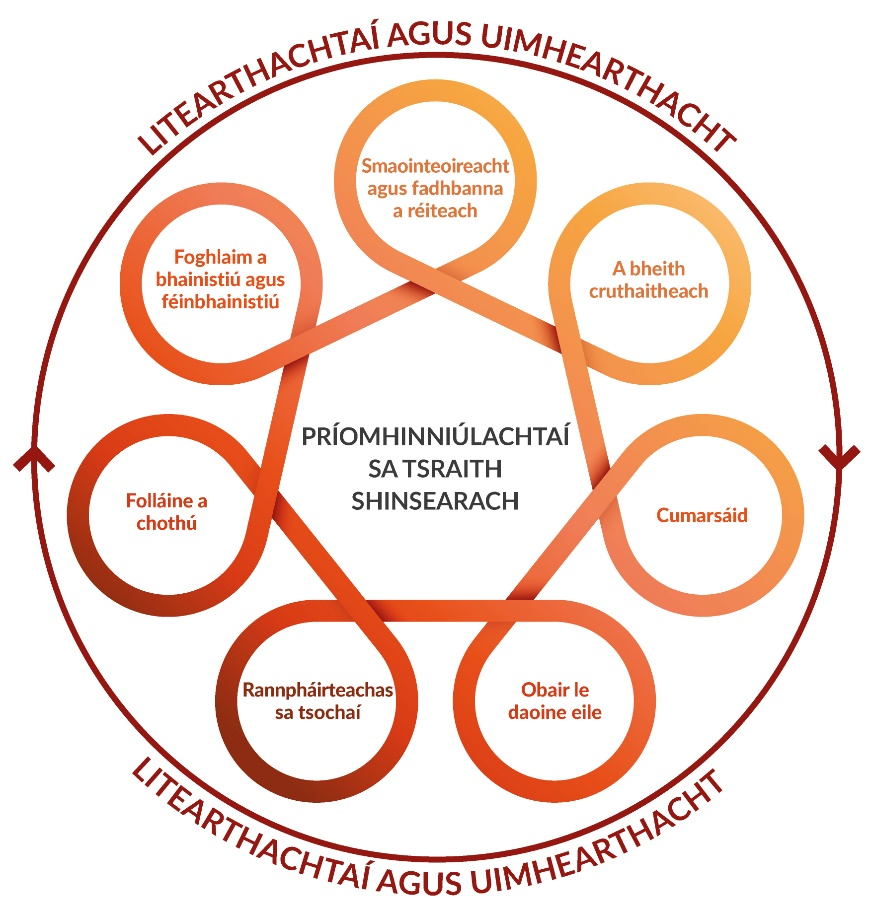 LITEARTHACHTAÍ AGUS UIMHEARTHACHT
Smaointeoireacht
agus fadhbanna
a réiteach
A bheith
cruthaitheach
Cumarsáid
Obair le
daoine eile
Rannpháirteachas
sa tsochaí
Folláine a
chothú
Foghlaim a
bhainistiú agus
féinbhainistiú
PRÍOMHINNIÚLACHTAÍ
SA TSRAITH
SHINSEARACH
LITEARTHACHTAÍ AGUS UIMHEARTHACHT